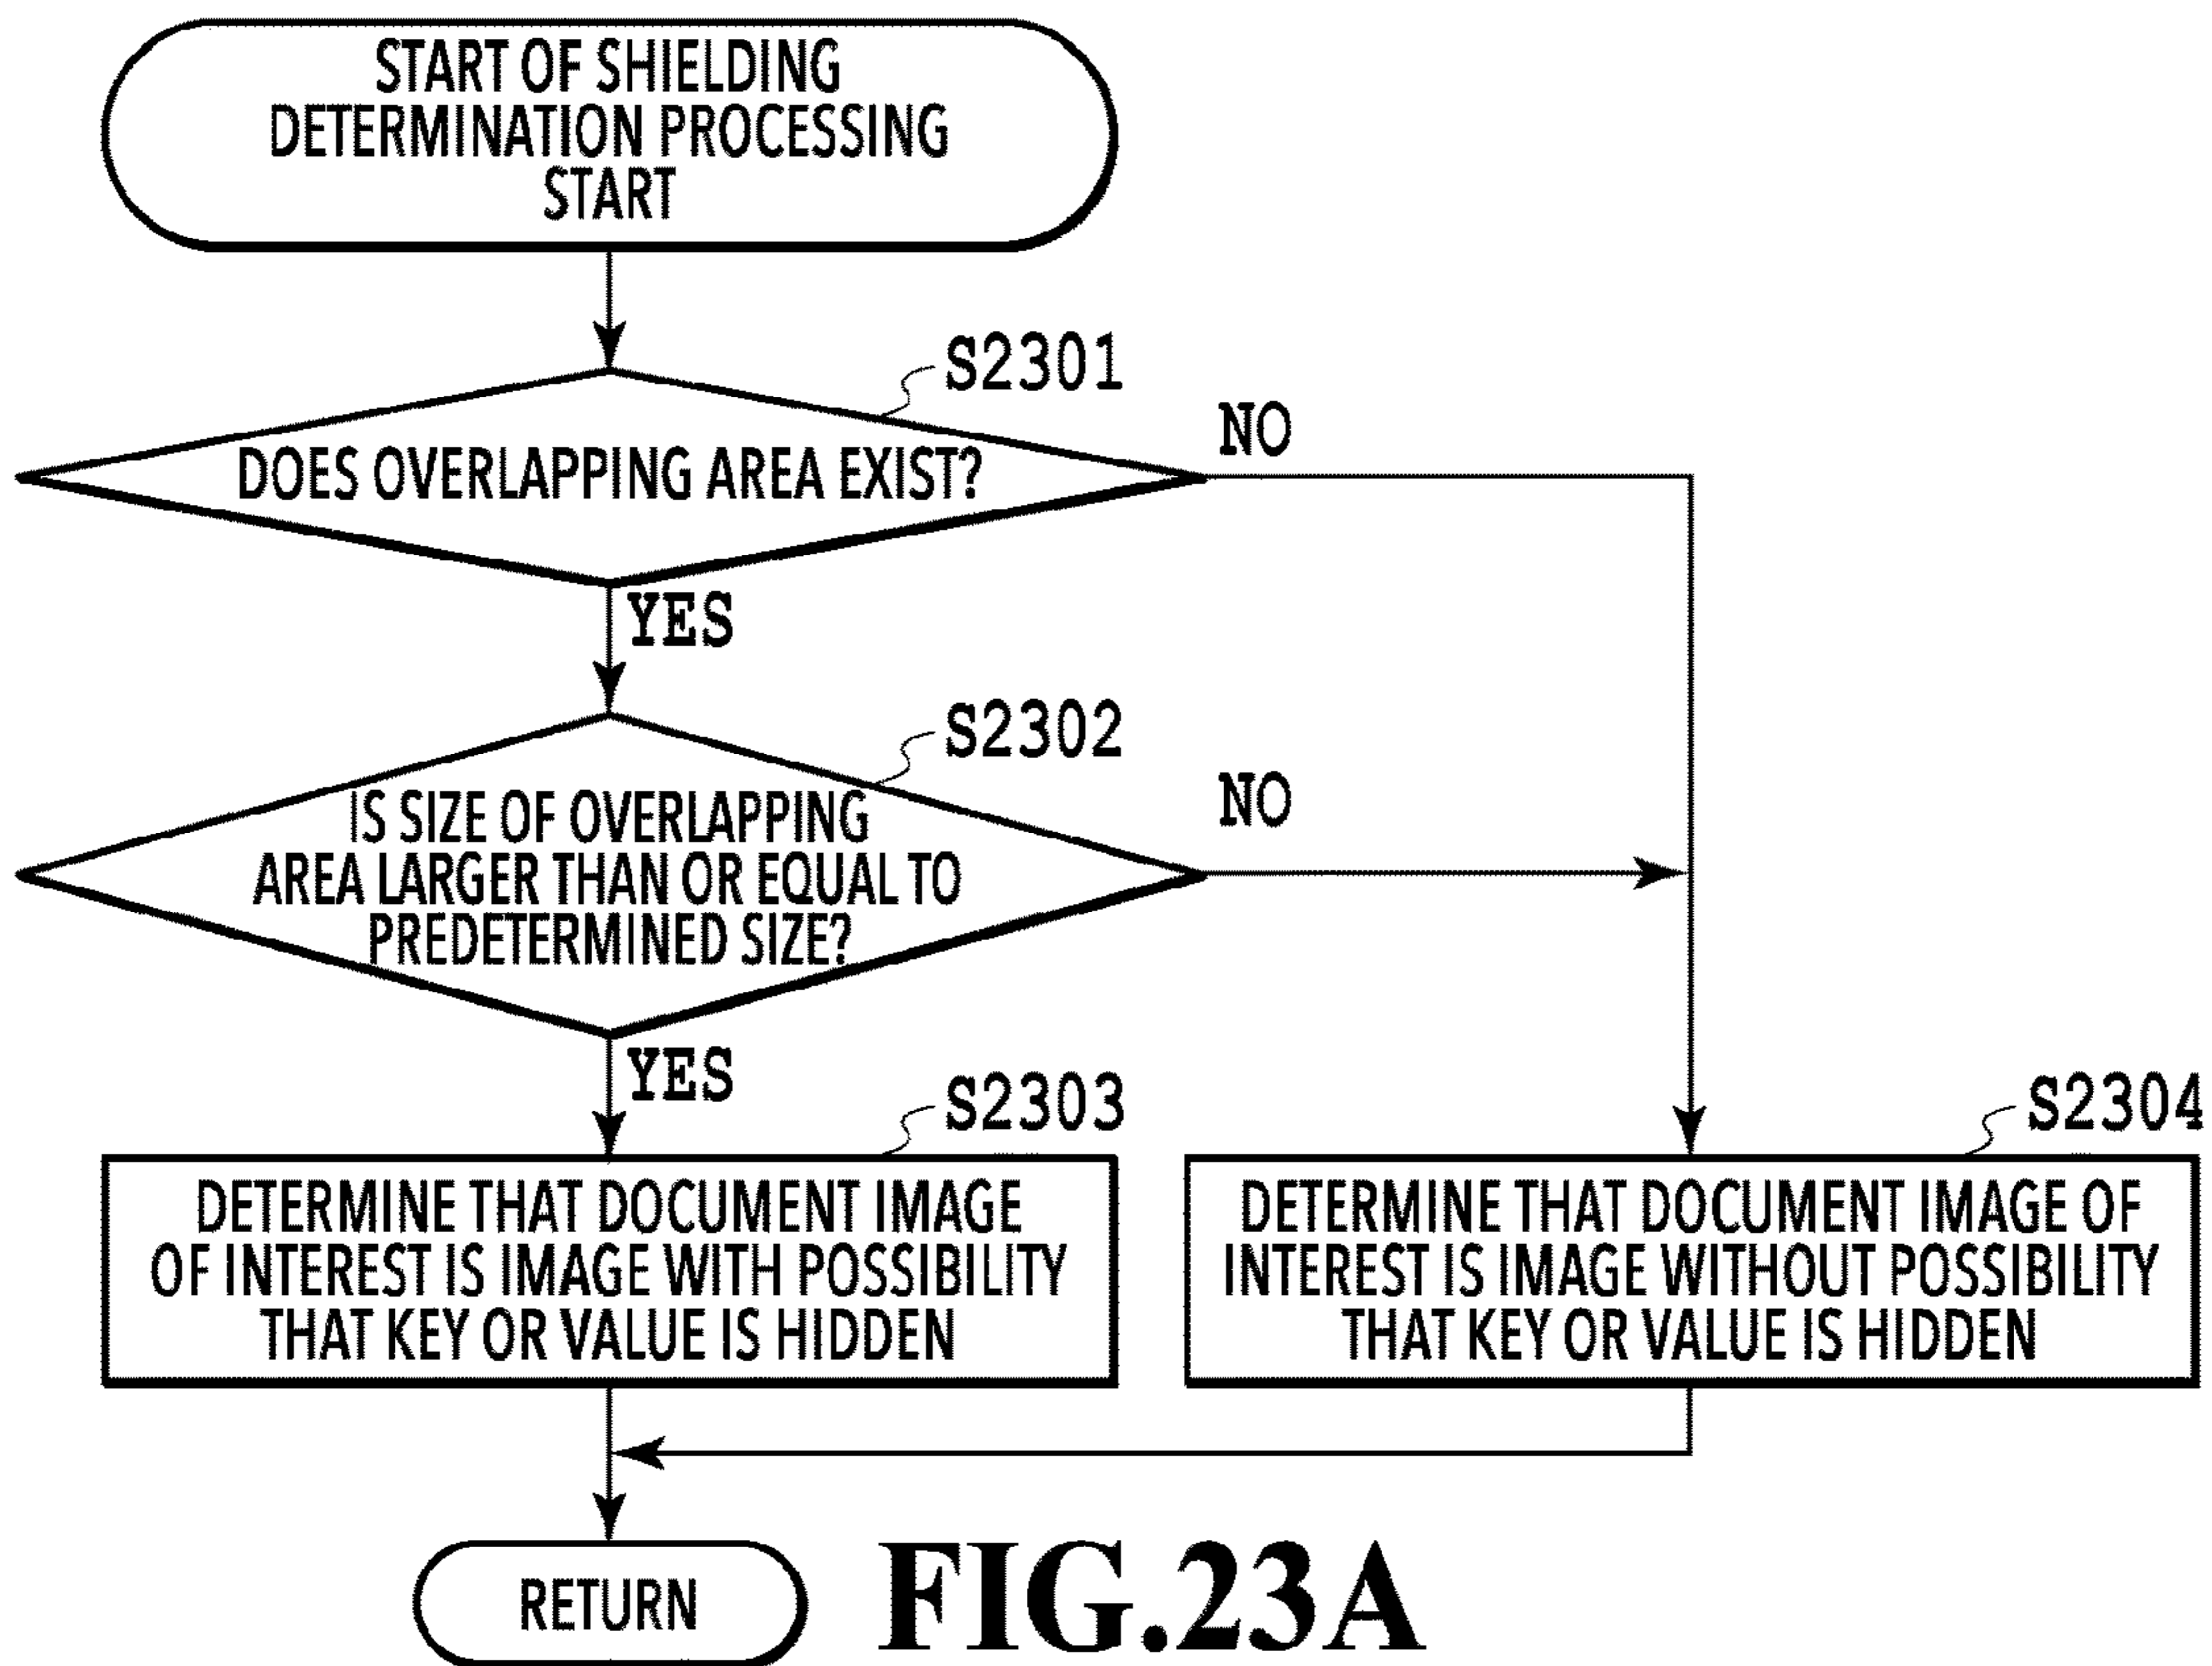 START OF SHIELDING
DETERMINATION PROCESSING
START
S2301
DOES OVERLAPPING AREA EXIST?
NO
YES
S2302
IS SIZE OF OVERLAPPING
AREA LARGER THAN OR EQUAL TO
PREDETERMINED SIZE?
NO
YES
S2303
DETERMINE THAT DOCUMENT IMAGE
OF INTEREST IS IMAGE WITH POSSIBILITY
THAT KEY OR VALUE IS HIDDEN
S2304
DETERMINE THAT DOCUMENT IMAGE OF
INTEREST IS IMAGE WITHOUT POSSIBILITY
THAT KEY OR VALUE IS HIDDEN
RETURN
FIG.23A